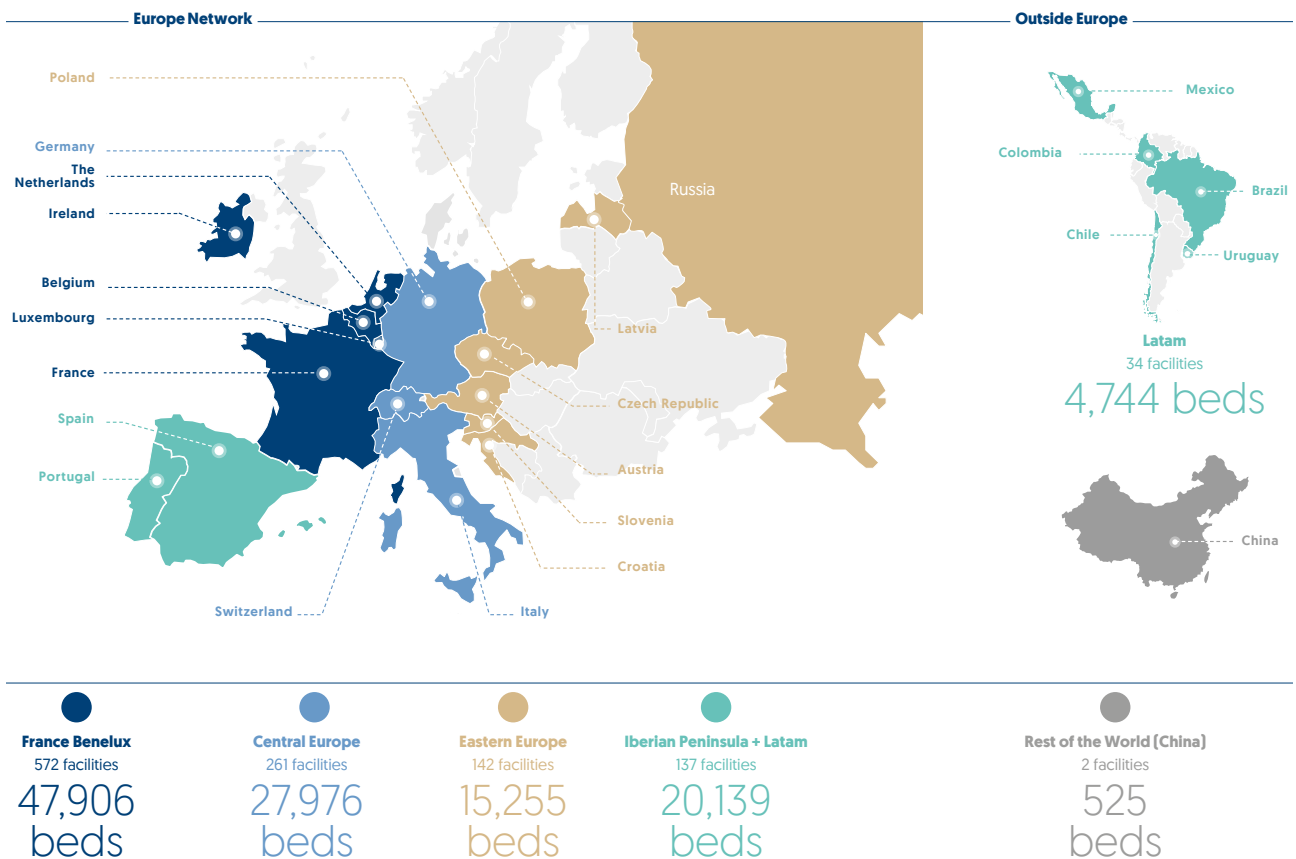 Europe Network
Outside Europe
Poland
Germany
The
Netherlands
Ireland
Belgium
Luxembourg
France
Spain
Portugal
Switzerland
Italy
Russia
Latvia
Czech Republic
Austria
Slovenia
Croatia
Mexico
Colombia
Brazil
Chile
Uruguay
Latam
34 facilities
4,744 beds
China
France Benelux
572 facilities
47,906
beds
Central Europe
261 facilities
27,976
beds
Eastern Europe
142 facilities
15,255
beds
Iberian Peninsula + Latam
137 facilities
20,139
beds
Rest of the World (China)
2 facilities
525
beds